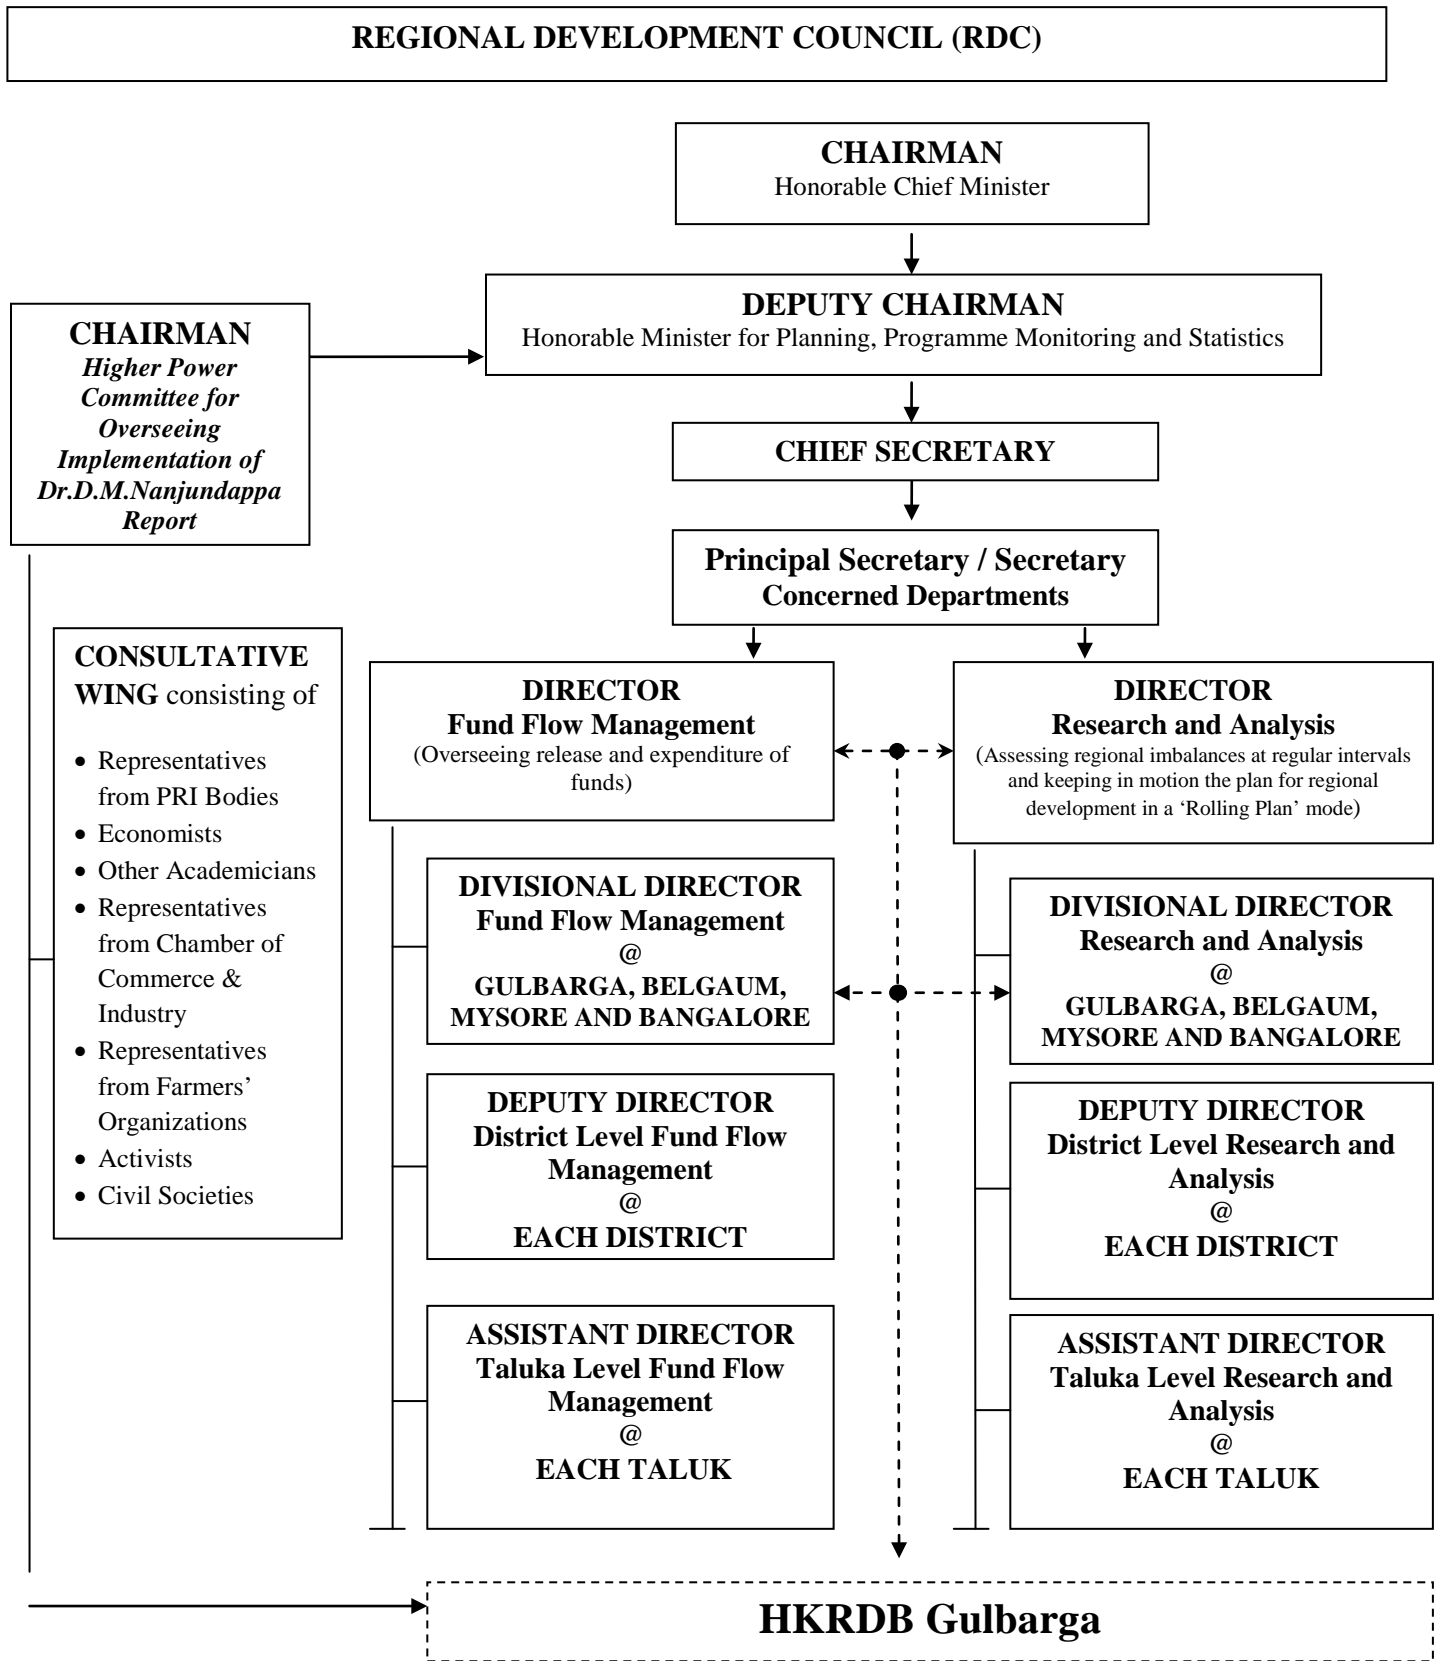 REGIONAL DEVELOPMENT COUNCIL (RDC)
CHAIRMAN
Honorable Chief Minister
DEPUTY CHAIRMAN
Honorable Minister for Planning, Programme Monitoring and Statistics
CHAIRMAN
Higher Power
Committee for
Overseeing
Implementation of
Dr.D.M.Nanjundappa
Report
CHIEF SECRETARY
Principal Secretary / Secretary
Concerned Departments
CONSULTATIVE
WING consisting of
• Representatives
from PRI Bodies
• Economists
• Other Academicians
• Representatives
from Chamber of
Commerce &
Industry
• Representatives
from Farmers’
Organizations
• Activists
• Civil Societies
DIRECTOR
Fund Flow Management
(Overseeing release and expenditure of
funds)
DIRECTOR
Research and Analysis
(Assessing regional imbalances at regular intervals
and keeping in motion the plan for regional
development in a ‘Rolling Plan’ mode)
DIVISIONAL DIRECTOR
Fund Flow Management
@
GULBARGA, BELGAUM,
MYSORE AND BANGALORE
DIVISIONAL DIRECTOR
Research and Analysis
@
GULBARGA, BELGAUM,
MYSORE AND BANGALORE
DEPUTY DIRECTOR
District Level Fund Flow
Management
@
EACH DISTRICT
DEPUTY DIRECTOR
District Level Research and
Analysis
@
EACH DISTRICT
ASSISTANT DIRECTOR
Taluka Level Fund Flow
Management
@
EACH TALUK
ASSISTANT DIRECTOR
Taluka Level Research and
Analysis
@
EACH TALUK
HKRDB Gulbarga